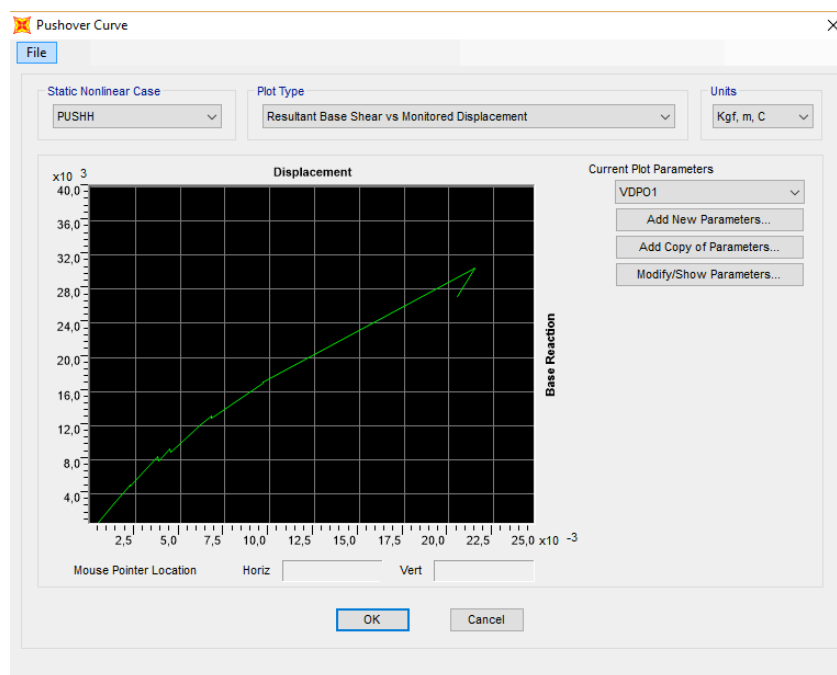 Pushover Curve
File
Static Nonlinear Case
PUSHH
Plot Type
Resultant Base Shear vs Monitored Displacement
Units
Kgf, m, C
x10 3
Displacement
40,0
36,0
32,0
28,0
24,0
20,0
16,0
12,0
8,0
4,0
2,5 5,0 7,5 10,0 12,5 15,0 17,5 20,0 22,5 25,0 x10 -3
Base Reaction
Current Plot Parameters
VDPO1
Add New Parameters...
Add Copy of Parameters...
Modify/Show Parameters...
Mouse Pointer Location Horiz Vert
OK Cancel